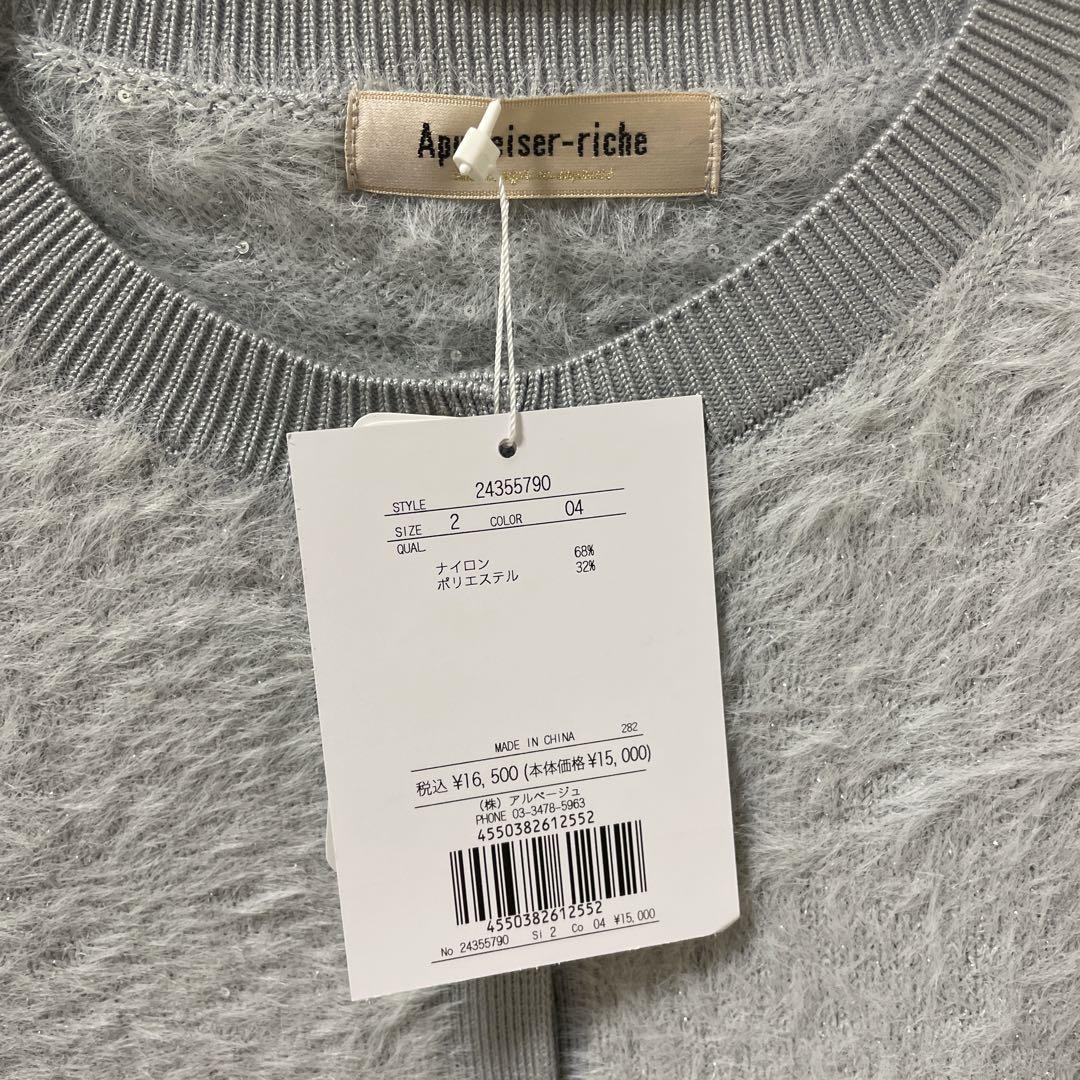 eiser-riche
STYLE 24355790
SIZE 2 COLOR 04
QUAL.
ナイロン 68%
ポリエステル 32%
MADE IN CHINA 282
税込 ¥16,500 (本体価格¥15,000)
(株) アルページュ
PHONE 03-3478-5963
4550382612552
4550382612552
No 24355790 Si 2 Co 04 ¥15,000